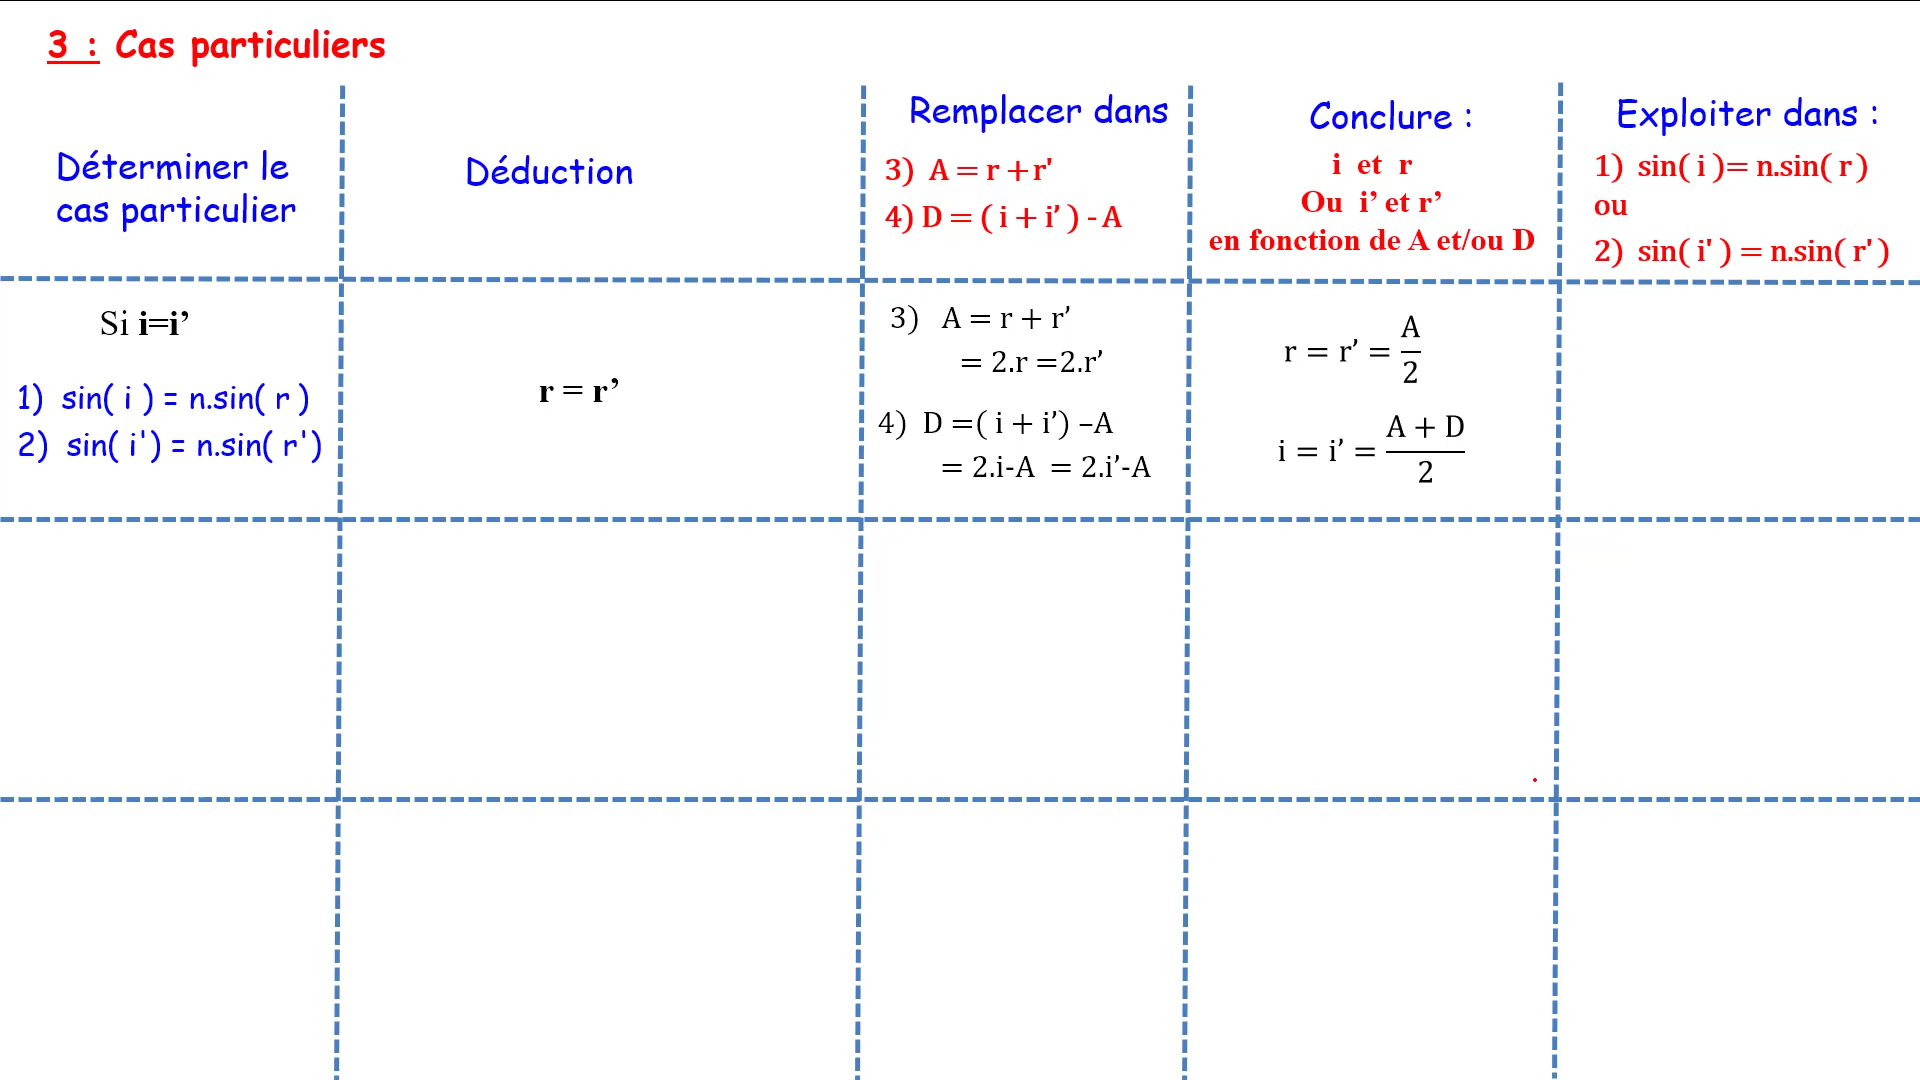 3 : Cas particuliers
Déterminer le
cas particulier
Déduction
Remplacer dans
3) A = r + r'
4) D = ( i + i’ ) - A
Conclure :
i et r
Ou i’ et r’
en fonction de A et/ou D
Exploiter dans :
1) sin( i )= n.sin( r )
ou
2) sin( i' ) = n.sin( r' )
Si i=i’
1) sin( i ) = n.sin( r )
2) sin( i') = n.sin( r')
r = r’
3) A = r + r’
= 2.r =2.r’
4) D =( i + i’) –A
= 2.i-A = 2.i’-A
r = r’ = A/2
i = i’ = A + D/2